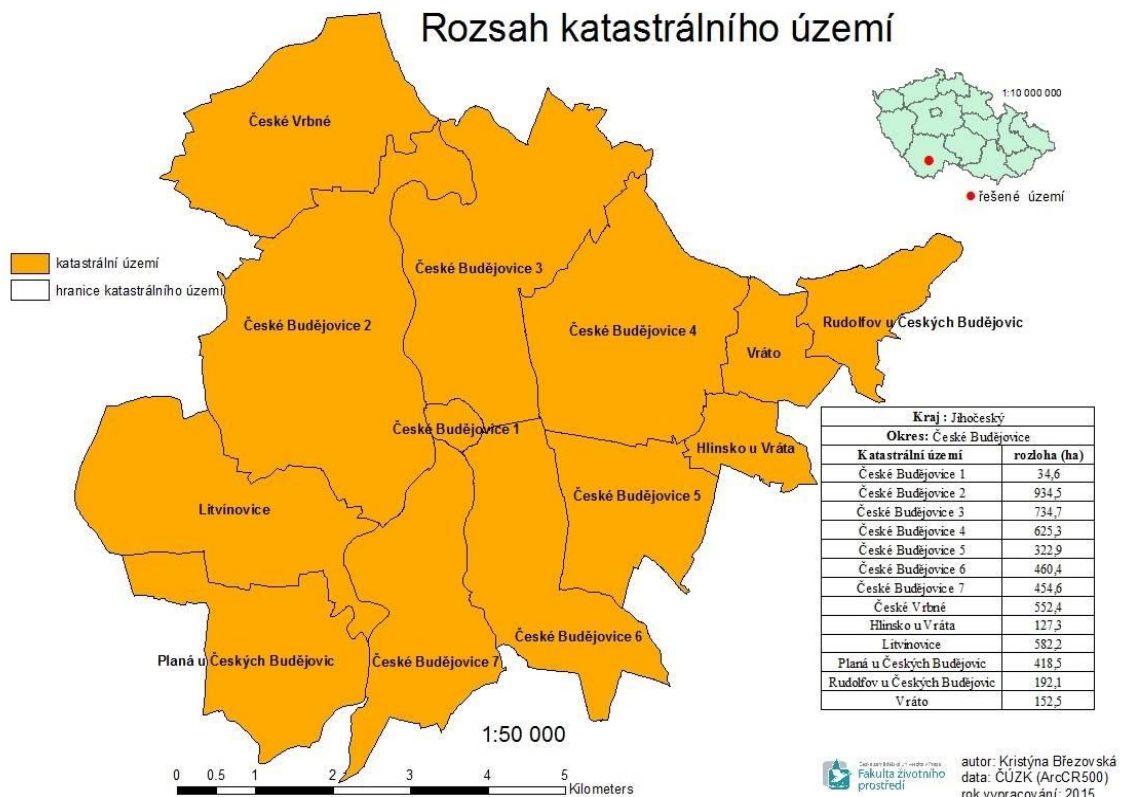 Rozsah katastrálního území
České Vrbné
1:10 000 000
řešené území
katastrální území
hranice katastrálního území
České Budějovice 3
České Budějovice 2
České Budějovice 4
Rudolfov u Českých Budějovic
Vráto
České Budějovice 1
Hlinsko u Vráta
České Budějovice 5
Litvínovice
České Budějovice 6
Planá u Českých Budějovic
České Budějovice 7
Kraj : Jihočeský
Okres: České Budějovice
Katastrální území rozloha (ha)
České Budějovice 1 34,6
České Budějovice 2 934,5
České Budějovice 3 734,7
České Budějovice 4 625,3
České Budějovice 5 322,9
České Budějovice 6 460,4
České Budějovice 7 454,6
České Vrbné 552,4
Hlinsko u Vráta 127,3
Litvínovice 582,2
Planá u Českých Budějovic 418,5
Rudolfov u Českých Budějovic 192,1
Vráto 152,5
1:50 000
0 0.5 1 2 3 4 5
Kilometers
Fakulta životního
prostředí
autor: Kristýna Březovská
data: ČÚZK (ArcCR500)
rok vypracování: 2015